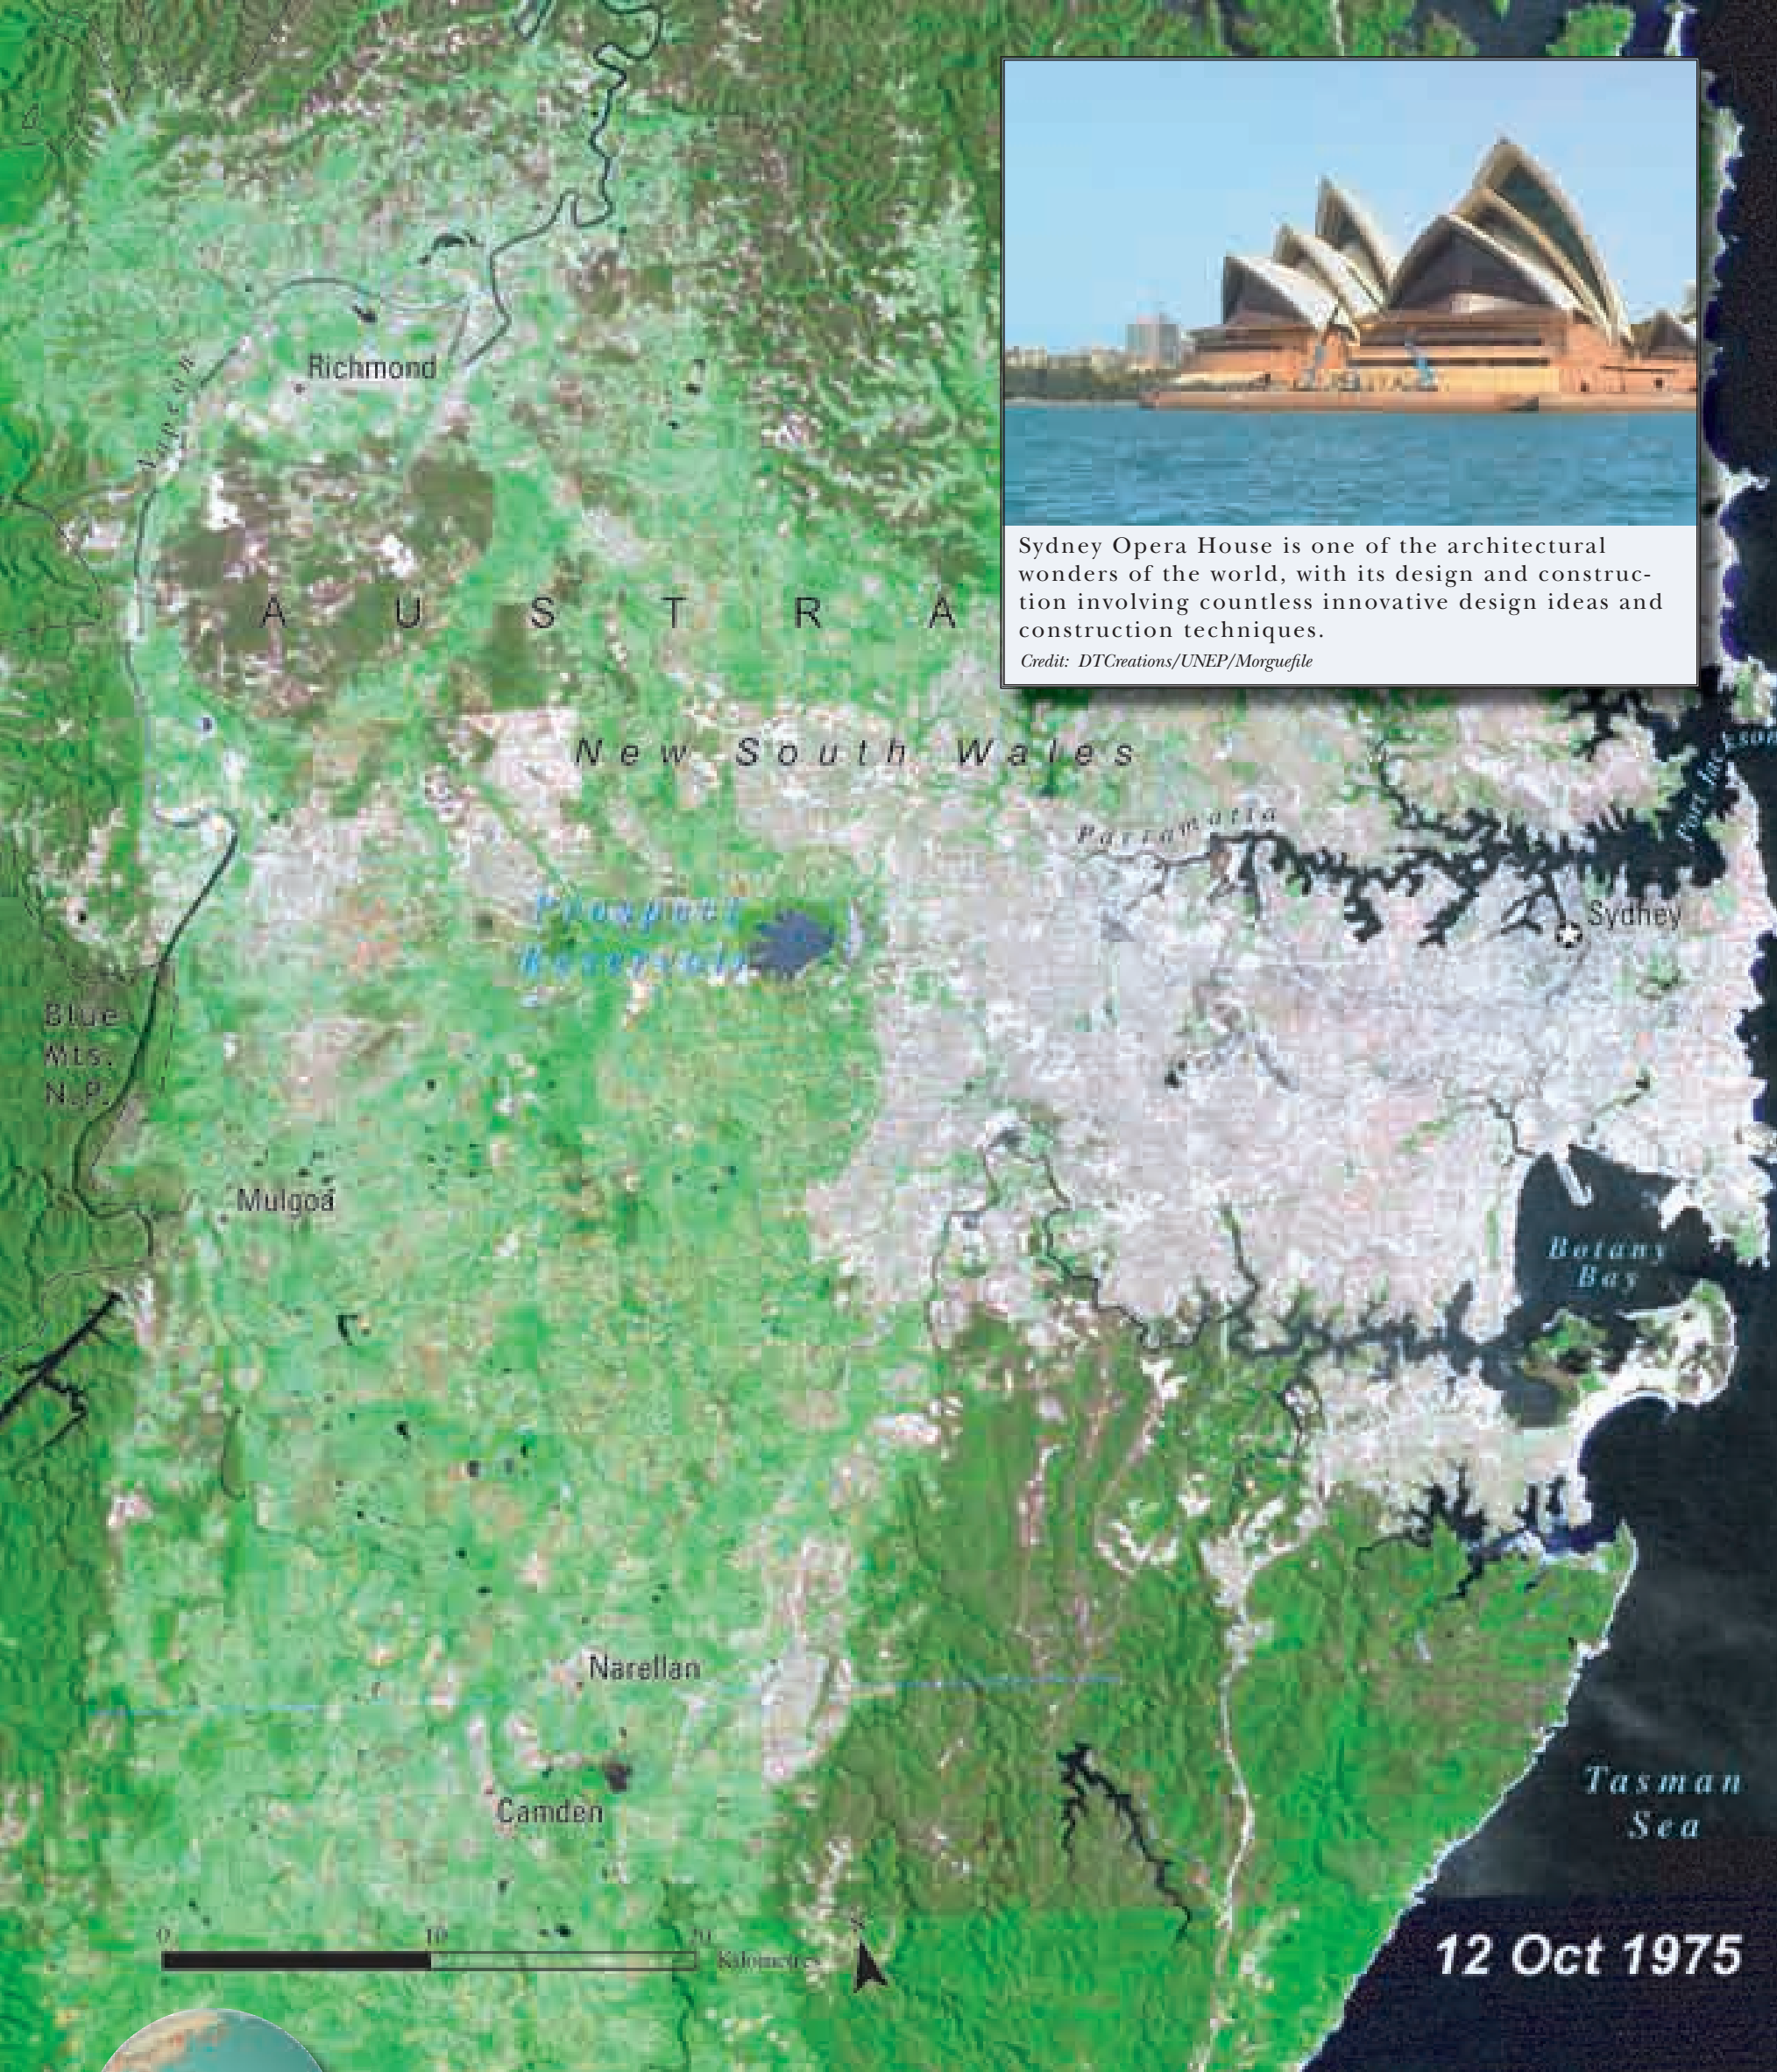 Richmond
Sydney Opera House is one of the architectural
wonders of the world, with its design and construc-
tion involving countless innovative design ideas and
construction techniques.
Credit: DTCreations/UNEP/Morguefile
A U S T R A
New South Wales
Port Jackson
Parramatta
Prospect
Reservoir
Sydney
Blue
Mts.
N.P.
Mulgoa
Botany
Bay
Narellan
Camden
Tasman
Sea
0 10 20
Kilometres
N
12 Oct 1975